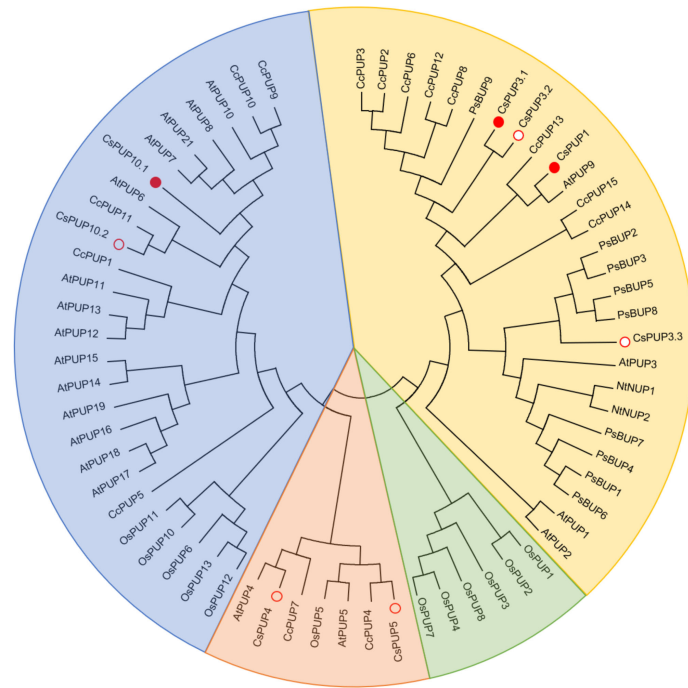 CcPUP3
CcPUP2
CcPUP6
CcPUP12
CcPUP8
PsBUP9
CsPUP3.1
CsPUP3.2
CcPUP13
CsPUP1
AtPUP9
CcPUP15
CcPUP14
PsBUP2
PsBUP3
PsBUP5
PsBUP8
CsPUP3.3
AtPUP3
NtNUP1
NtNUP2
PsBUP7
PsBUP4
PsBUP1
PsBUP6
AtPUP1
AtPUP2
OsPUP1
OsPUP2
OsPUP3
OsPUP8
OsPUP4
OsPUP7
CsPUP5
CcPUP4
AtPUP5
OsPUP5
CcPUP7
CsPUP4
AtPUP4
OsPUP12
OsPUP13
OsPUP6
OsPUP10
OsPUP11
CcPUP5
AtPUP17
AtPUP18
AtPUP16
AtPUP19
AtPUP14
AtPUP15
AtPUP12
AtPUP13
AtPUP11
CcPUP1
CsPUP10.2
CcPUP11
AtPUP6
CsPUP10.1
AtPUP7
AtPUP21
AtPUP8
AtPUP10
CcPUP10
CcPUP9